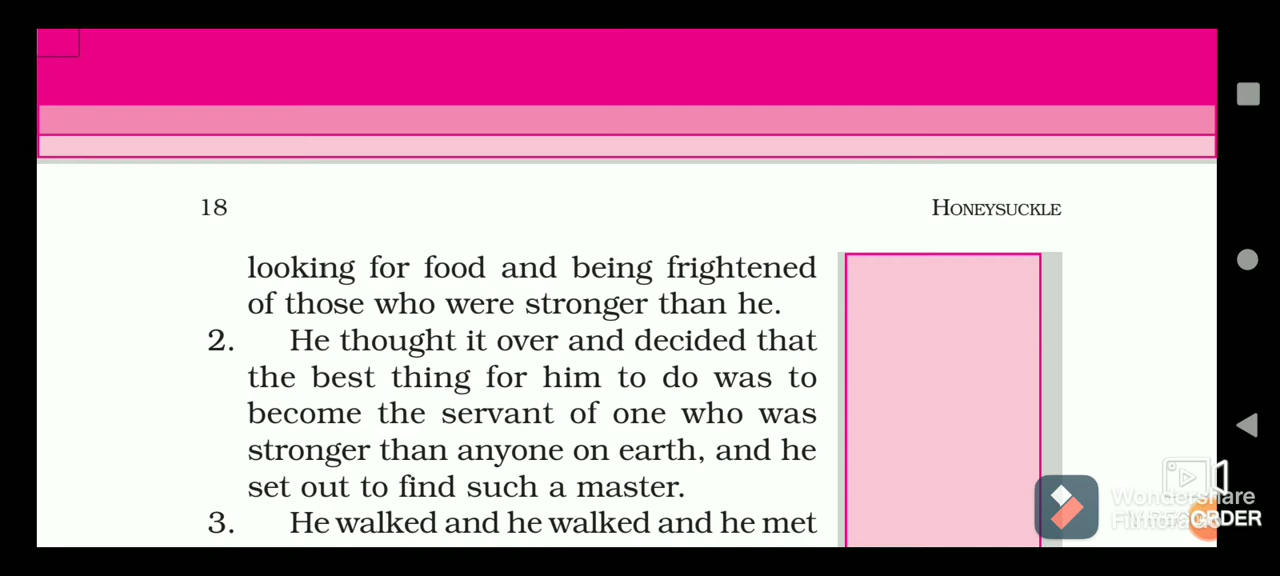 18
HONEYSUCKLE
looking for food and being frightened
of those who were stronger than he.
2. He thought it over and decided that
the best thing for him to do was to
become the servant of one who was
stronger than anyone on earth, and he
set out to find such a master.
3. He walked and he walked and he met
Wondershare
Filmora
ORDER